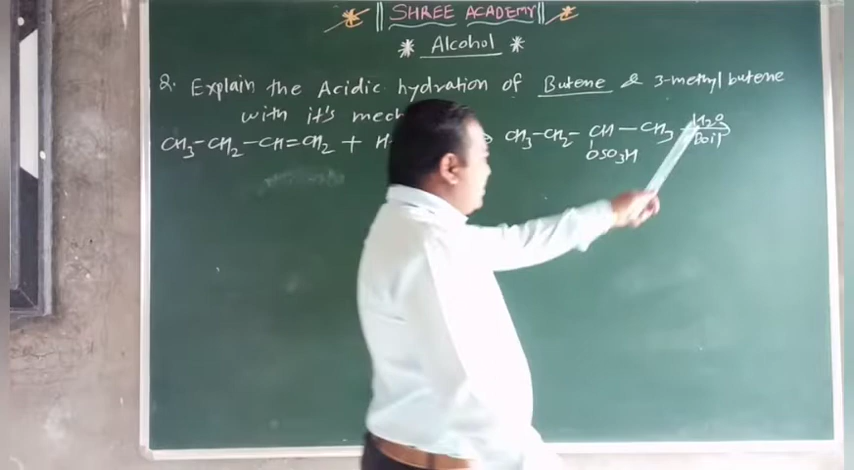 SHREE ACADEMY
* Alcohol *
Q. Explain the Acidic hydration of Butene & 3-methyl butene
with it's
CH3-CH2-CH=CH2 + CH3-CH2-CH-CH3 H2O
OSO3H Boil